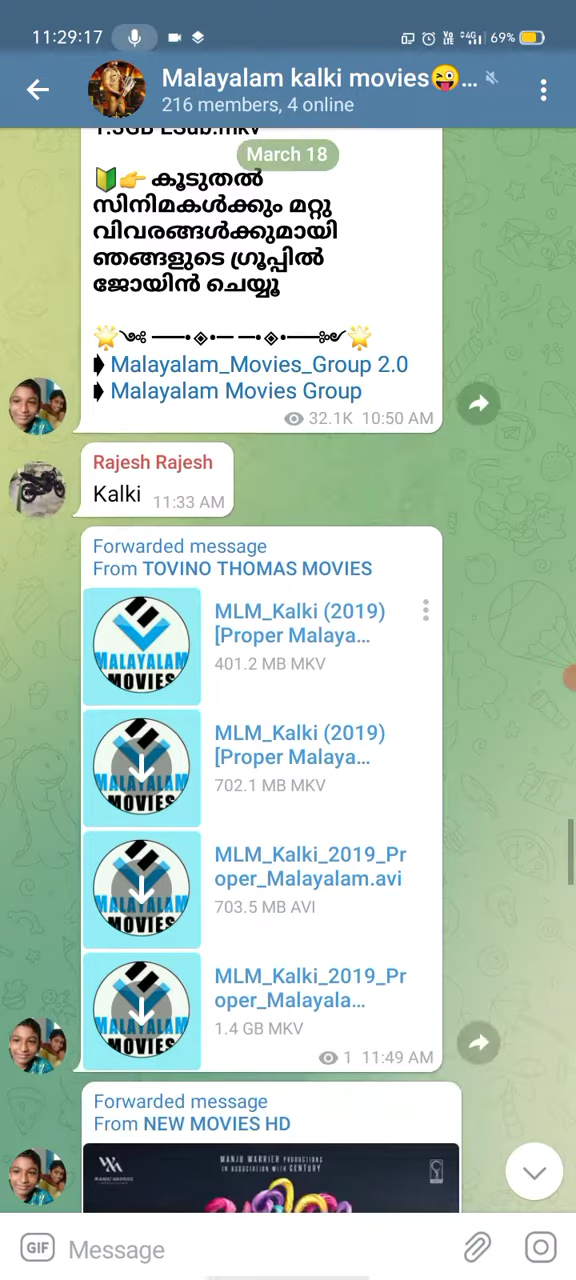 11:29:17
VoLTE
4G
69%
Malayalam kalki movies😜...
216 members, 4 online
1.3GB ESub.mkv
March 18
🔰👉 കൂടുതൽ
സിനിമകൾക്കും മറ്റു
വിവരങ്ങൾക്കുമായി
ഞങ്ങളുടെ ഗ്രൂപ്പിൽ
ജോയിൻ ചെയ്യൂ
➧ Malayalam_Movies_Group 2.0
➧ Malayalam Movies Group
32.1K 10:50 AM
Rajesh Rajesh
Kalki 11:33 AM
Forwarded message
From TOVINO THOMAS MOVIES
MALAYALAM
MOVIES
MLM_Kalki (2019)
[Proper Malaya...
401.2 MB MKV
MALAYALAM
MOVIES
MLM_Kalki (2019)
[Proper Malaya...
702.1 MB MKV
MALAYALAM
MOVIES
MLM_Kalki_2019_Pr
oper_Malayalam.avi
703.5 MB AVI
MALAYALAM
MOVIES
MLM_Kalki_2019_Pr
oper_Malayala...
1.4 GB MKV
1 11:49 AM
Forwarded message
From NEW MOVIES HD
MANJU WARRIER PRODUCTIONS
IN ASSOCIATION WITH CENTURY
GIF Message